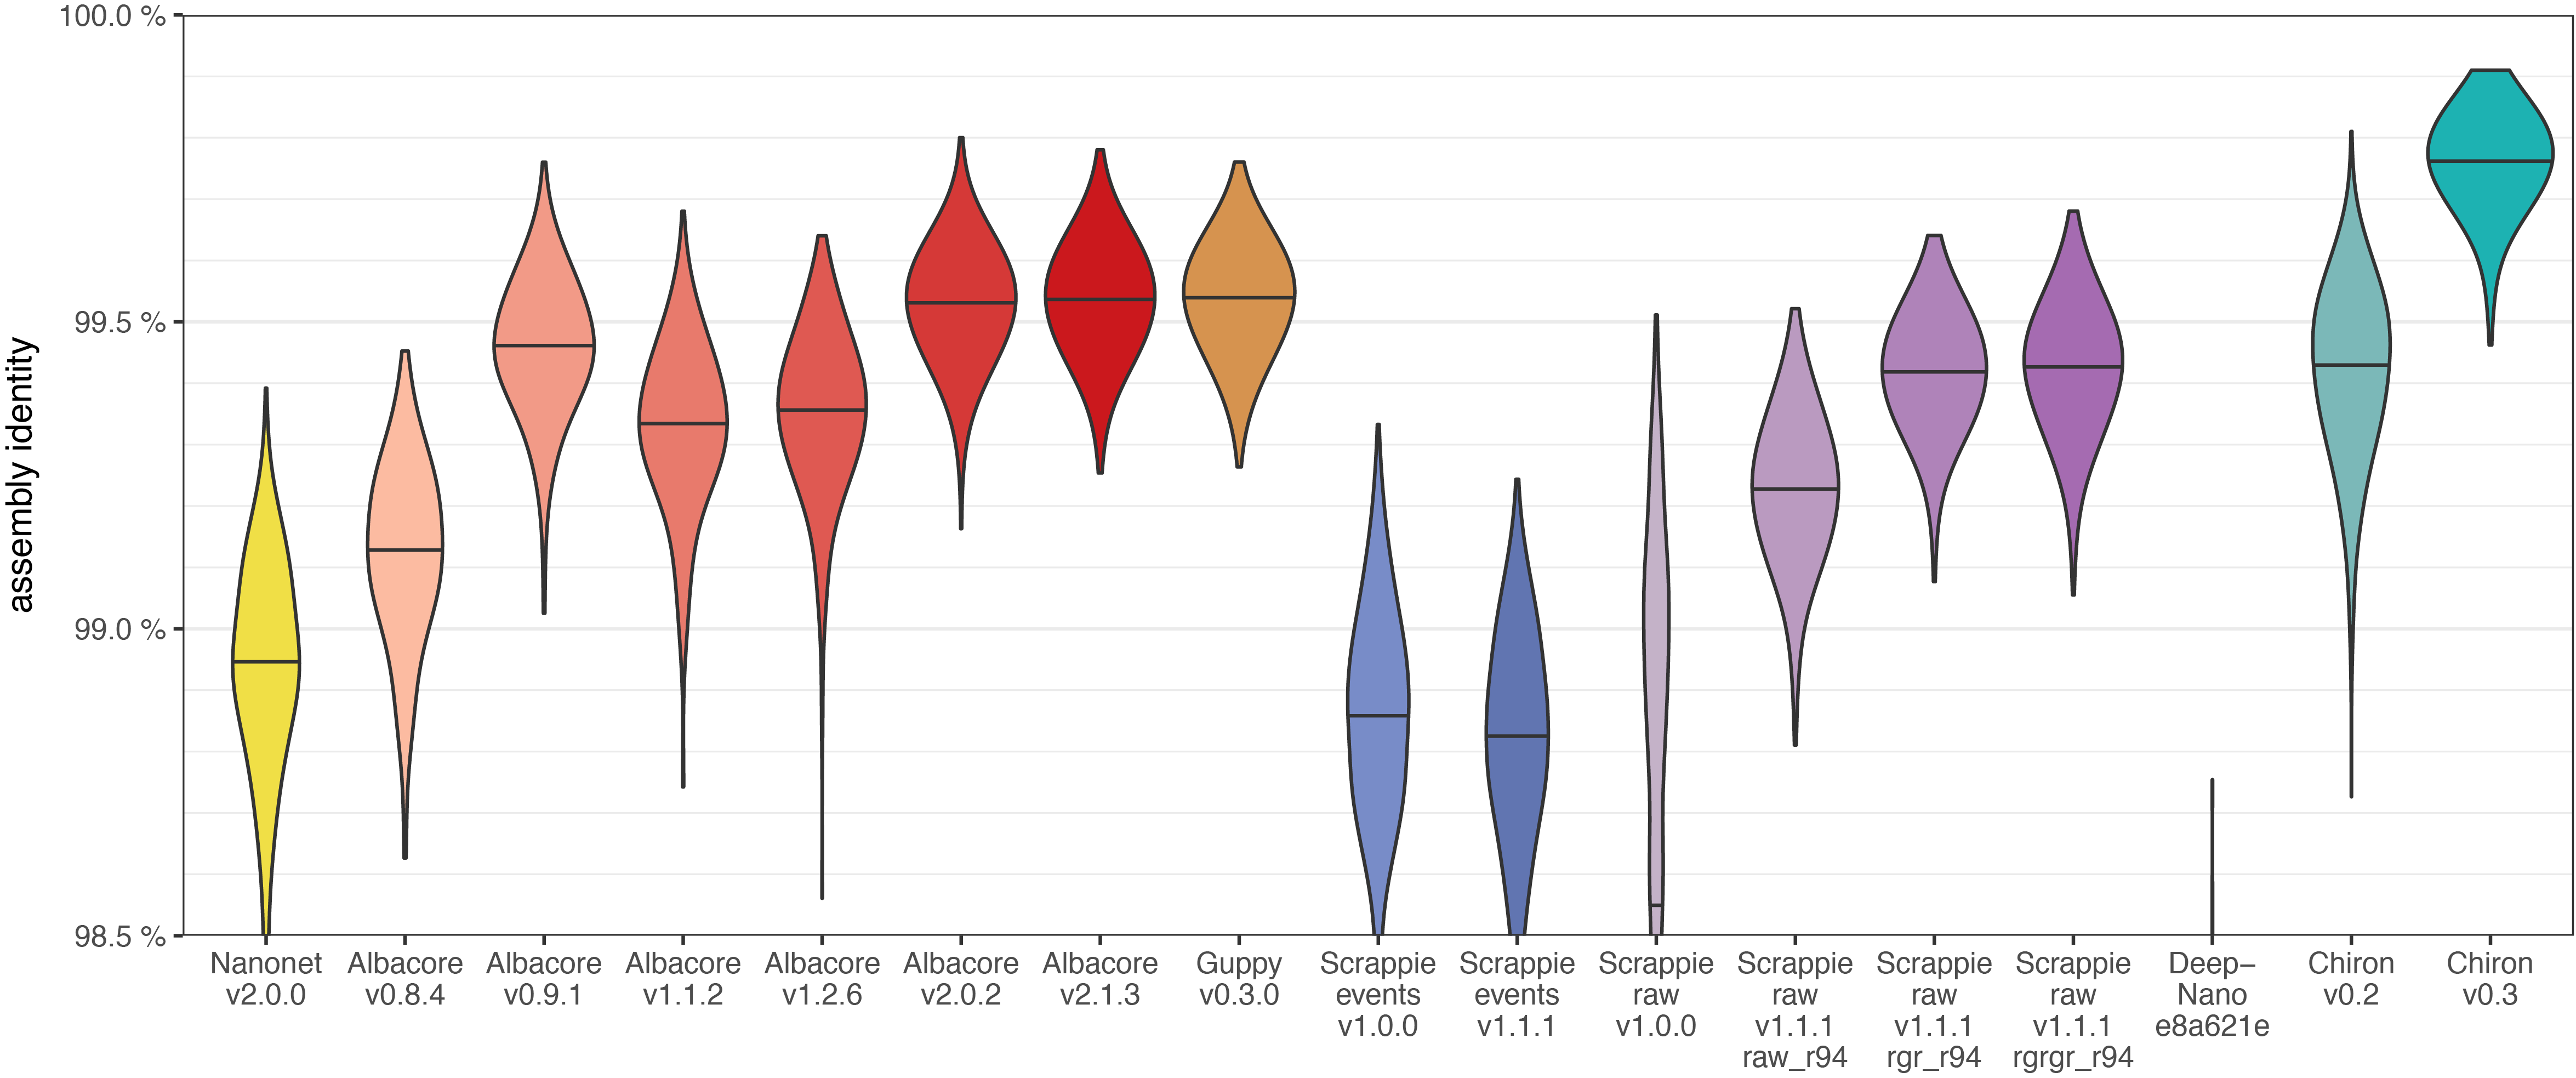 100.0 %
99.5 %
99.0 %
98.5 %
assembly identity
Nanonet
v2.0.0
Albacore
v0.8.4
Albacore
v0.9.1
Albacore
v1.1.2
Albacore
v1.2.6
Albacore
v2.0.2
Albacore
v2.1.3
Guppy
v0.3.0
Scrappie
events
v1.0.0
Scrappie
events
v1.1.1
Scrappie
raw
v1.0.0
Scrappie
raw
v1.1.1
raw_r94
Scrappie
raw
v1.1.1
rgr_r94
Scrappie
raw
v1.1.1
rgrgr_r94
Deep−
Nano
e8a621e
Chiron
v0.2
Chiron
v0.3